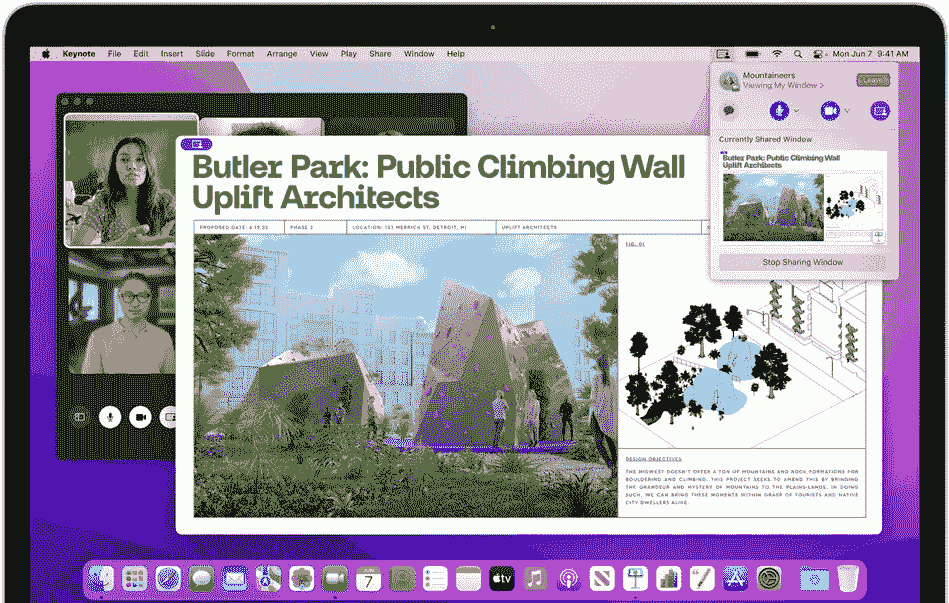 Keynote File Edit Insert Slide Format Arrange View Play Share Window Help Mon Jun 7 9:41 AM
Mountaineers
Viewing My Window >
Leave
Currently Shared Window
Butler Park: Public Climbing Wall
Uplift Architects
Stop Sharing Window
Butler Park: Public Climbing Wall
Uplift Architects
PROPOSED DATE: 6.19.22 PHASE 2 LOCATION: 151 MERRICK ST, DETROIT, MI UPLIFT ARCHITECTS
FIG. 01
DESIGN OBJECTIVES
THE MIDWEST DOESN'T OFFER A TON OF MOUNTAINS AND ROCK FORMATIONS FOR
BOULDERING AND CLIMBING. THIS PROJECT SEEKS TO AMEND THIS BY BRINGING
THE GRANDEUR AND MYSTERY OF MOUNTAINS TO THE PLAINS-LANDS. IN DOING
SUCH, WE CAN BRING THESE MOMENTS WITHIN GRASP OF TOURISTS AND NATIVE
CITY DWELLERS ALIKE.
JUN
7
tv